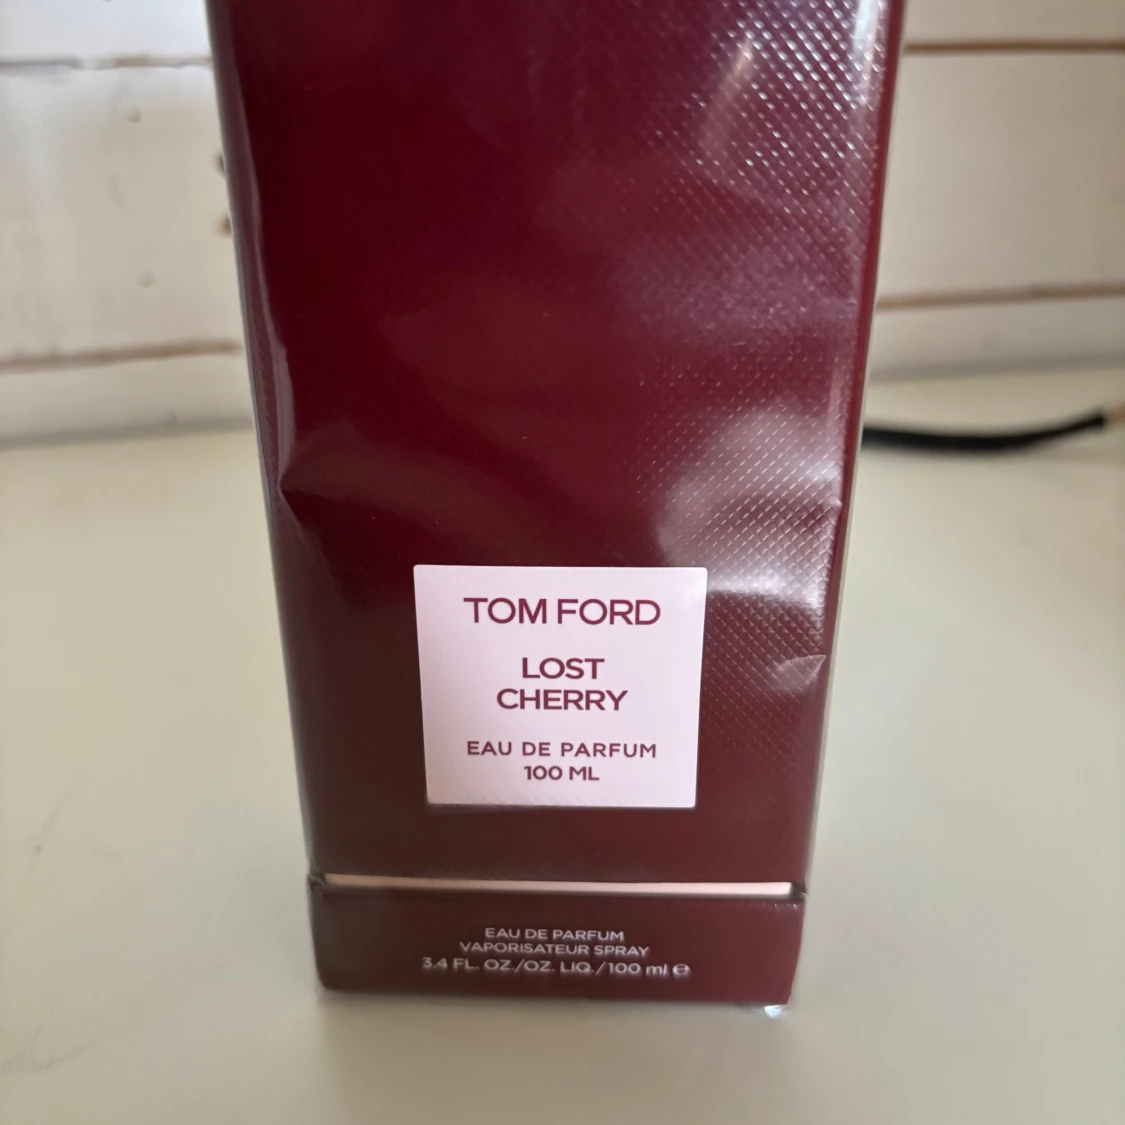 TOM FORD
LOST
CHERRY
EAU DE PARFUM
100 ML
EAU DE PARFUM
VAPORISATEUR SPRAY
3.4 FL. OZ./OZ. LIQ./100 ml ℮